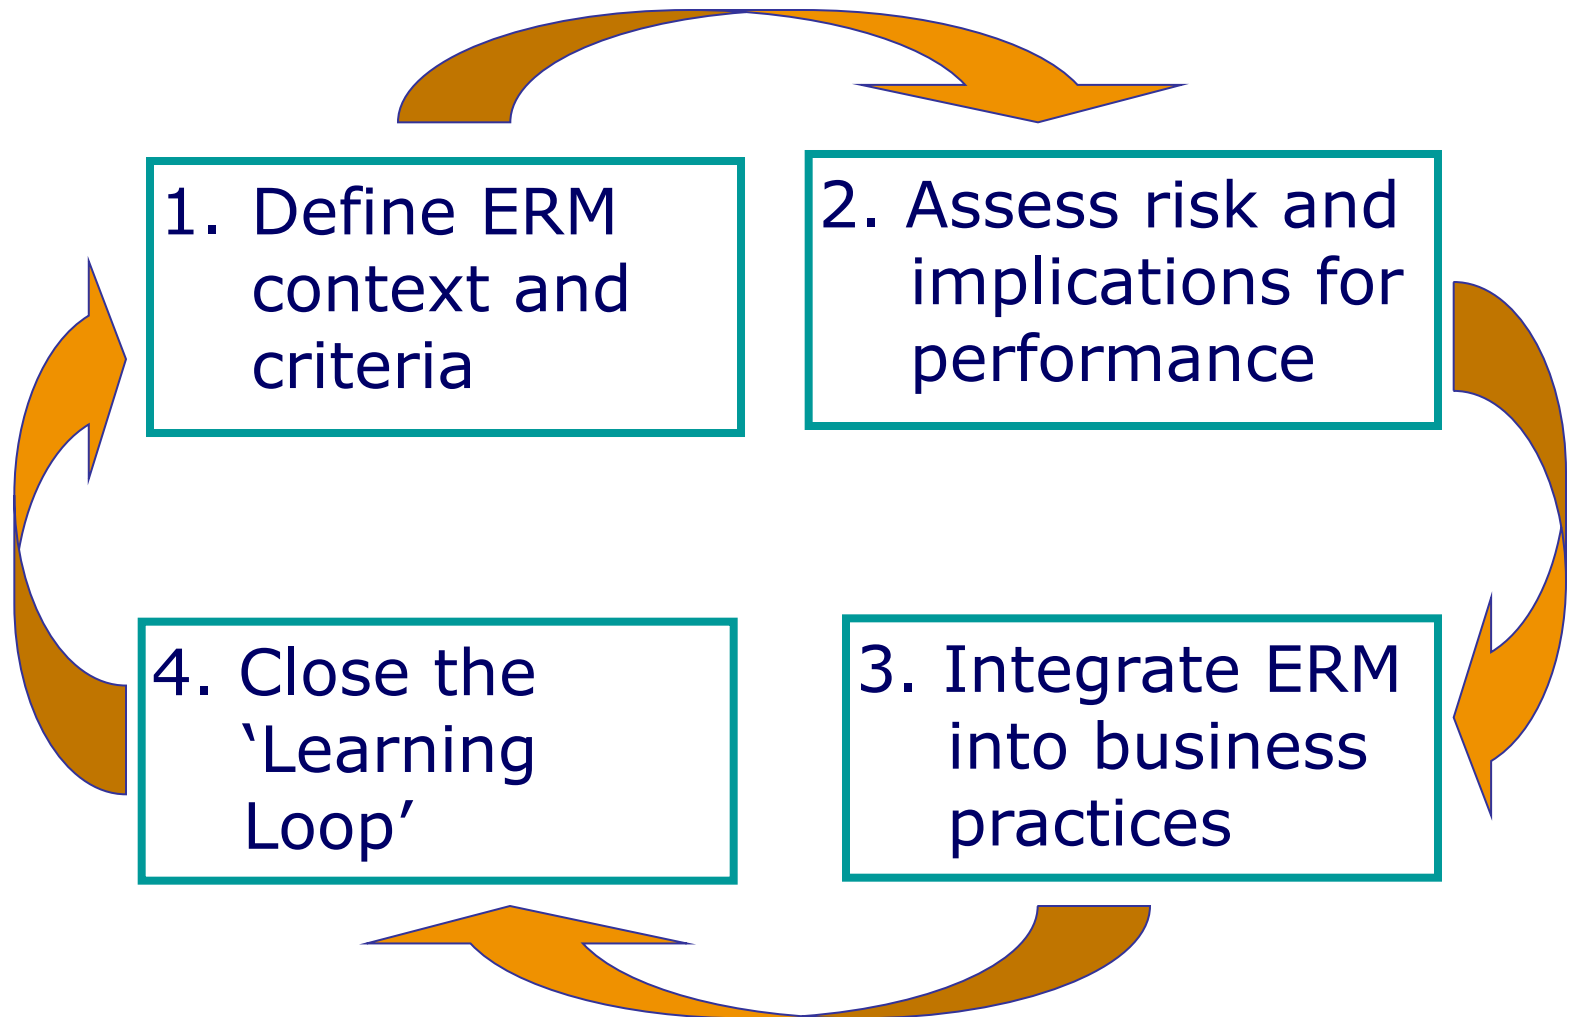 1. Define ERM
context and
criteria
2. Assess risk and
implications for
performance
3. Integrate ERM
into business
practices
4. Close the
‘Learning
Loop’